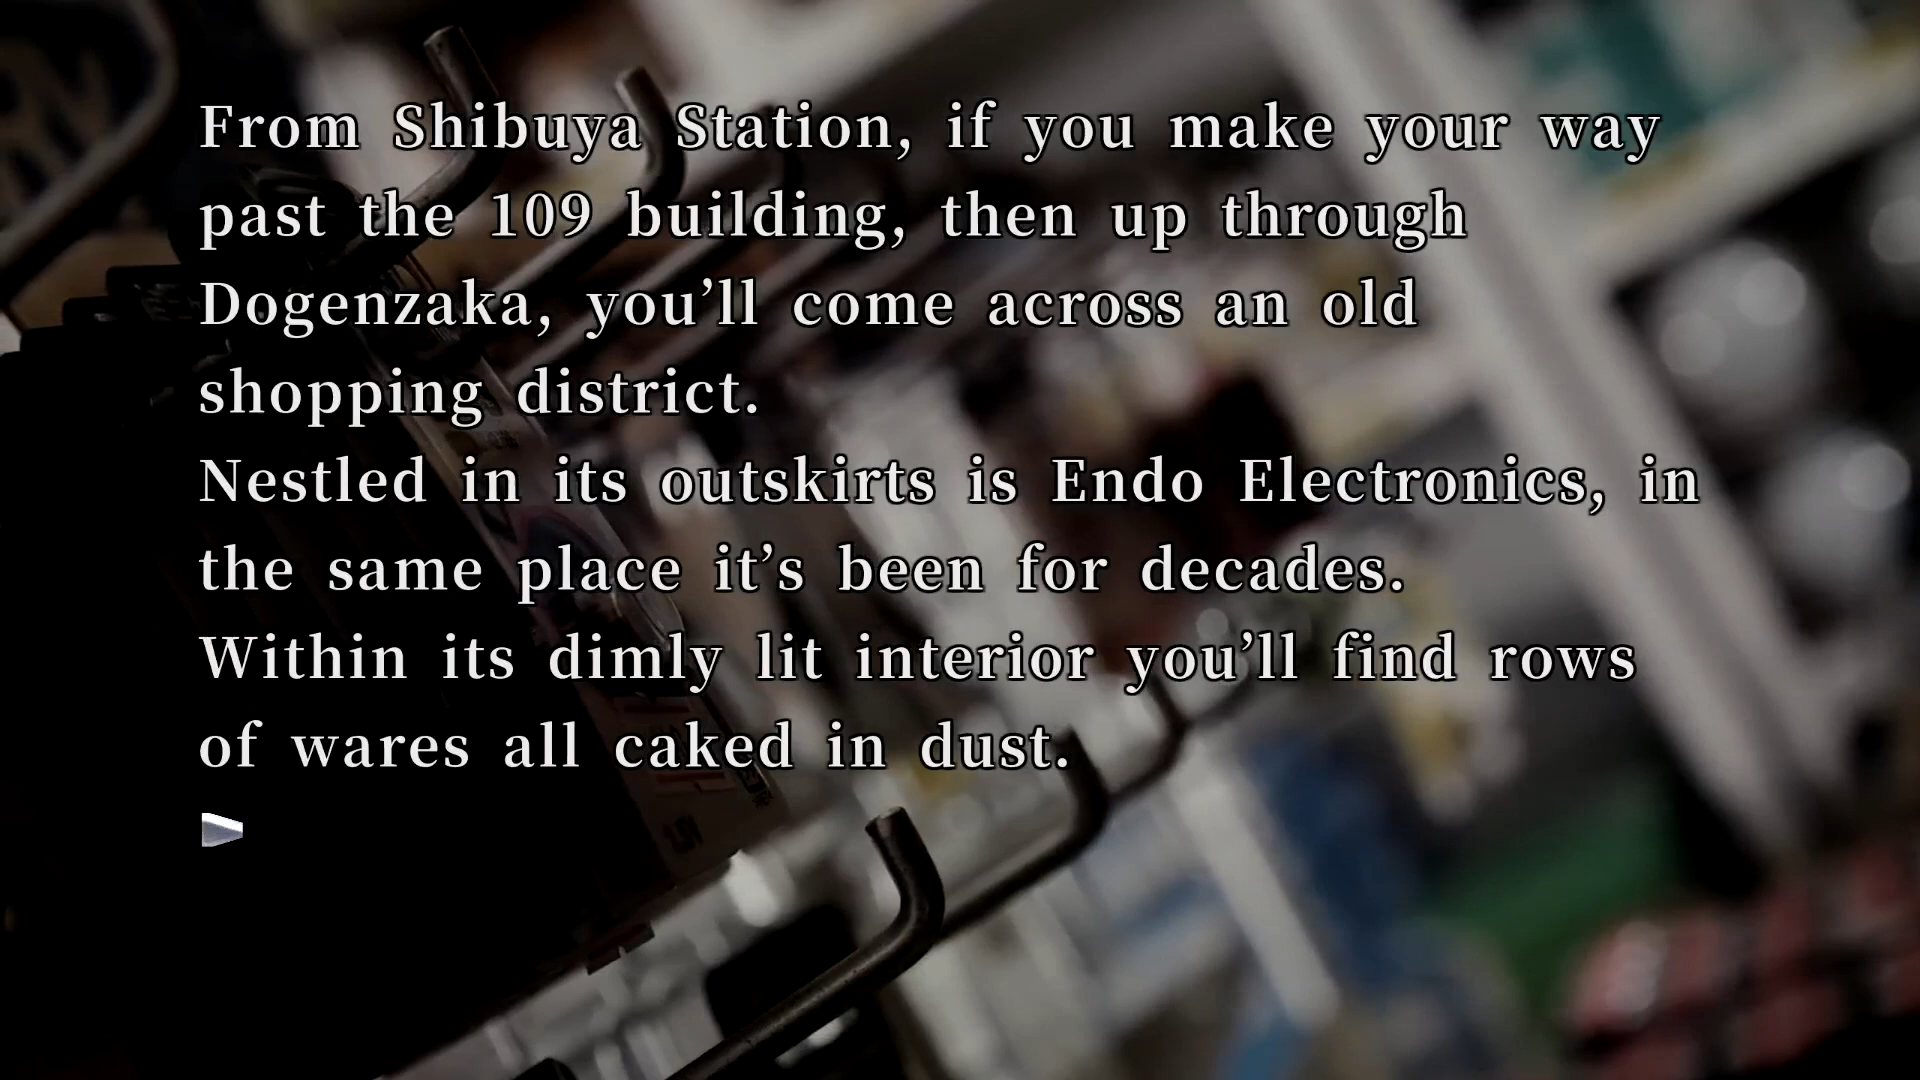 From Shibuya Station, if you make your way
past the 109 building, then up through
Dogenzaka, you’ll come across an old
shopping district.
Nestled in its outskirts is Endo Electronics, in
the same place it’s been for decades.
Within its dimly lit interior you’ll find rows
of wares all caked in dust.